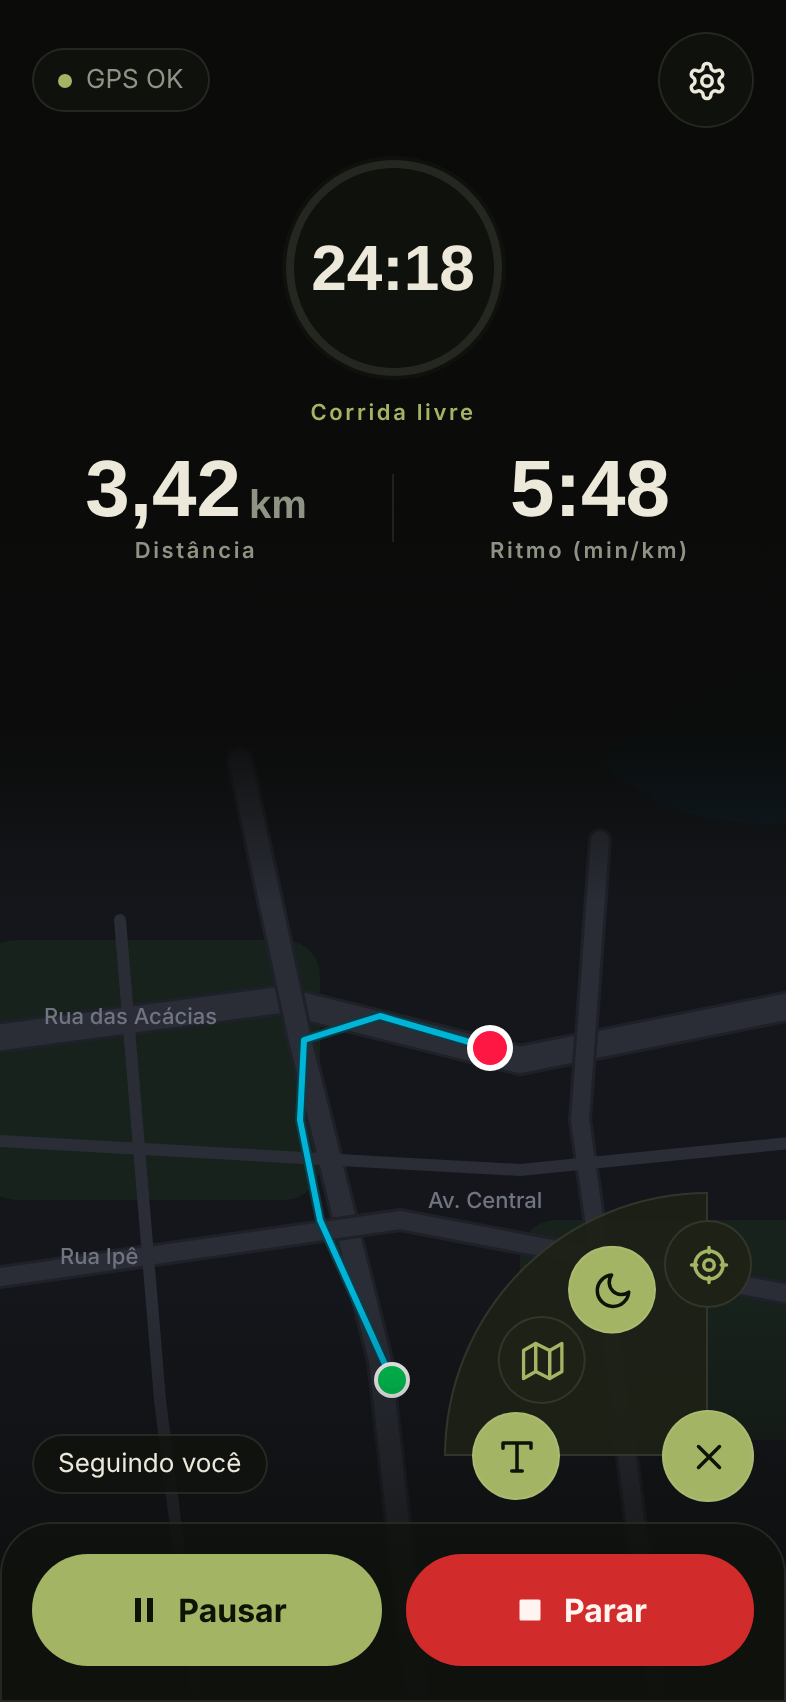 GPS OK
24:18
Corrida livre
3,42 km
Distância
5:48
Ritmo (min/km)
Rua das Acácias
Av. Central
Rua Ipê
Seguindo você
Pausar
Parar